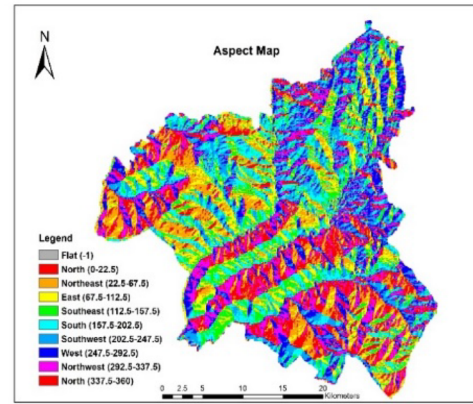 N
Aspect Map
Legend
Flat (-1)
North (0-22.5)
Northeast (22.5-67.5)
East (67.5-112.5)
Southeast (112.5-157.5)
South (157.5-202.5)
Southwest (202.5-247.5)
West (247.5-292.5)
Northwest (292.5-337.5)
North (337.5-360)
0 2.5 5 10 15 20
Kilometers